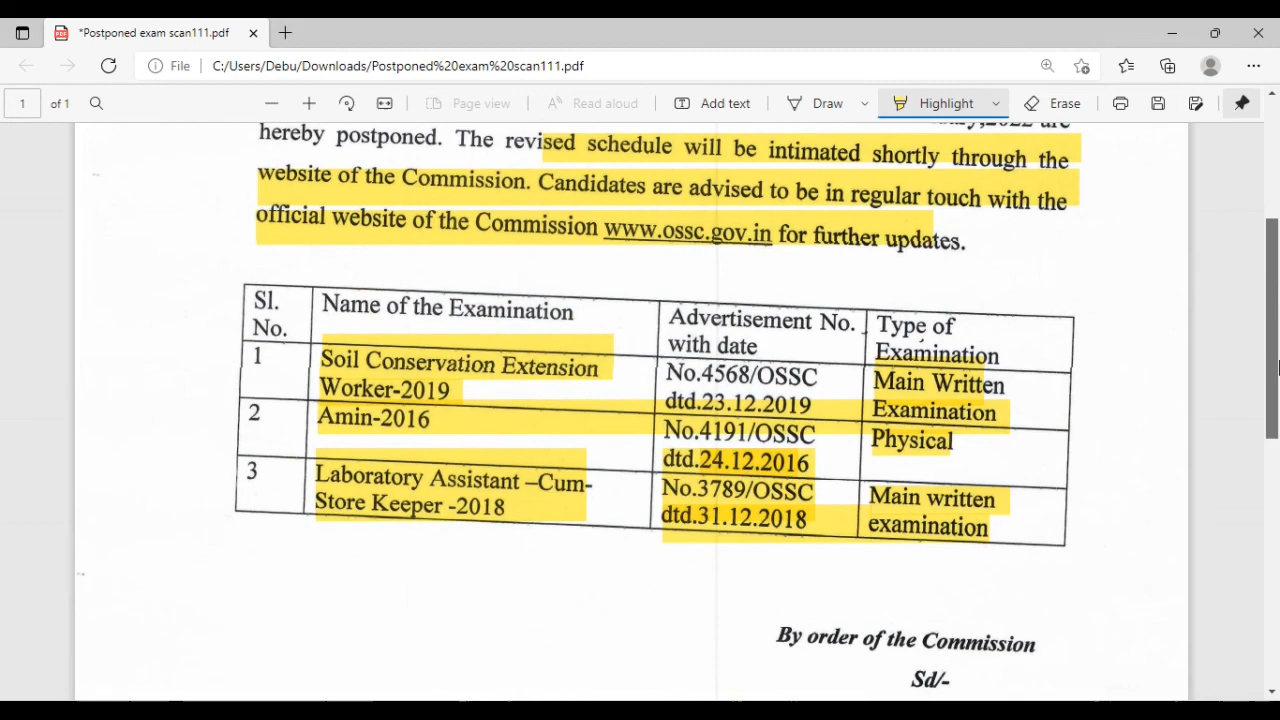 *Postponed exam scan111.pdf
File C:/Users/Debu/Downloads/Postponed%20exam%20scan111.pdf
1 of 1 Page view Read aloud Add text Draw Highlight Erase
2022 are
hereby postponed. The revised schedule will be intimated shortly through the
website of the Commission. Candidates are advised to be in regular touch with the
official website of the Commission www.ossc.gov.in for further updates.
Sl. No. Name of the Examination Advertisement No. with date Type of Examination
1 Soil Conservation Extension Worker-2019 No.4568/OSSC dtd.23.12.2019 Main Written Examination
2 Amin-2016 No.4191/OSSC dtd.24.12.2016 Physical
3 Laboratory Assistant –Cum- Store Keeper -2018 No.3789/OSSC dtd.31.12.2018 Main written examination
By order of the Commission
Sd/-